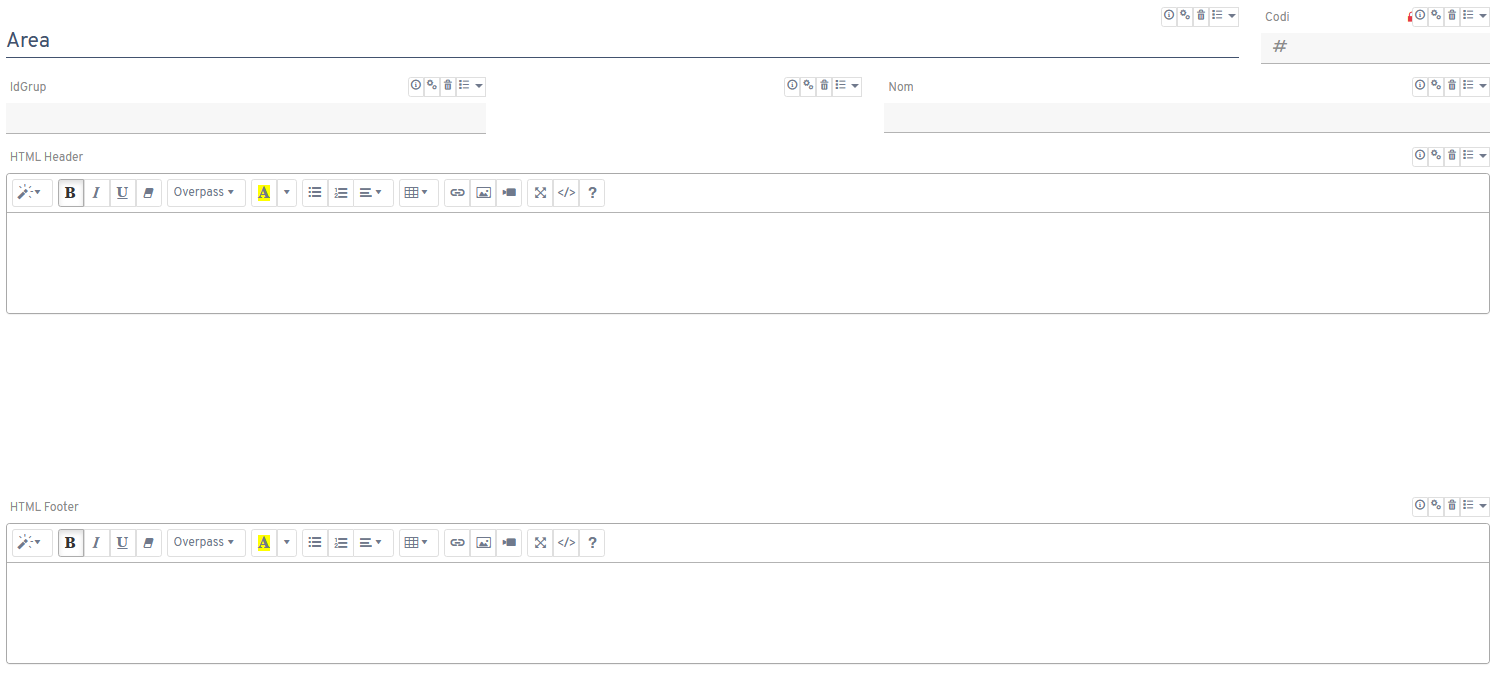 Codi
Area
#
IdGrup
Nom
HTML Header
B I U Overpass A </> ?
HTML Footer
B I U Overpass A </> ?